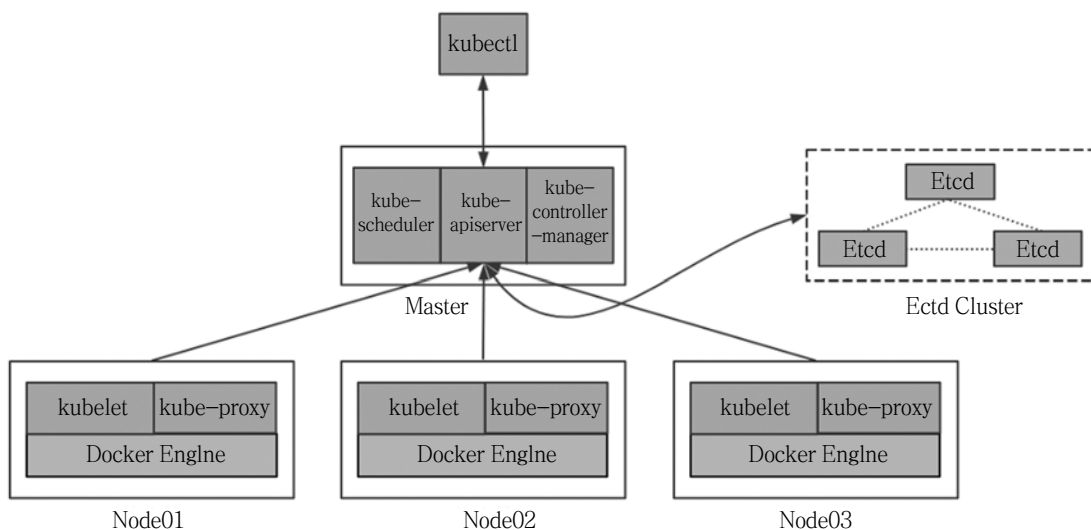 kubectl
kube-
scheduler
kube-
apiserver
kube-
controller
-manager
Master
Etcd
Etcd
Etcd
Ectd Cluster
kubelet
kube-proxy
Docker Englne
Node01
kubelet
kube-proxy
Docker Englne
Node02
kubelet
kube-proxy
Docker Englne
Node03